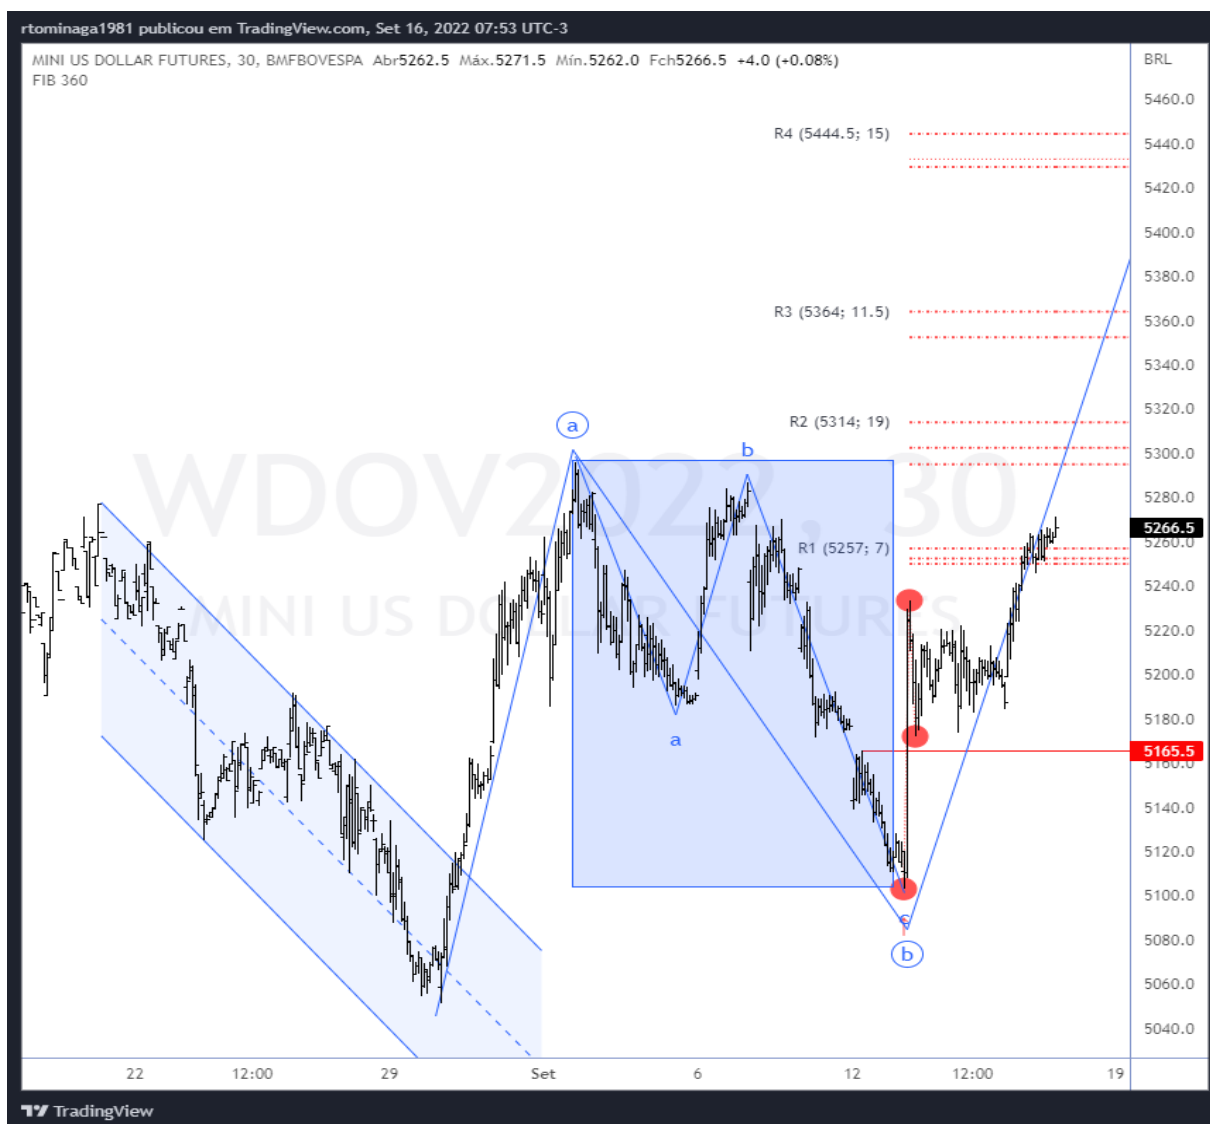 rtominaga1981 publicou em TradingView.com, Set 16, 2022 07:53 UTC-3
MINI US DOLLAR FUTURES, 30, BMFBOVESPA Abr5262.5 Máx.5271.5 Mín.5262.0 Fch5266.5 +4.0 (+0.08%)
BRL
FIB 360
5460.0
R4 (5444.5; 15)
5440.0
5420.0
5400.0
5380.0
5360.0
R3 (5364; 11.5)
5340.0
5320.0
R2 (5314; 19)
a
b
5300.0
WDOV2022, 30
5280.0
5266.5
5260.0
R1 (5257; 7)
5240.0
MINI US DOLLAR FUTURES
5220.0
5200.0
5180.0
a
5165.5
5160.0
5140.0
5120.0
5100.0
c
5080.0
b
5060.0
5040.0
22 12:00 29 Set 6 12 12:00 19
TradingView